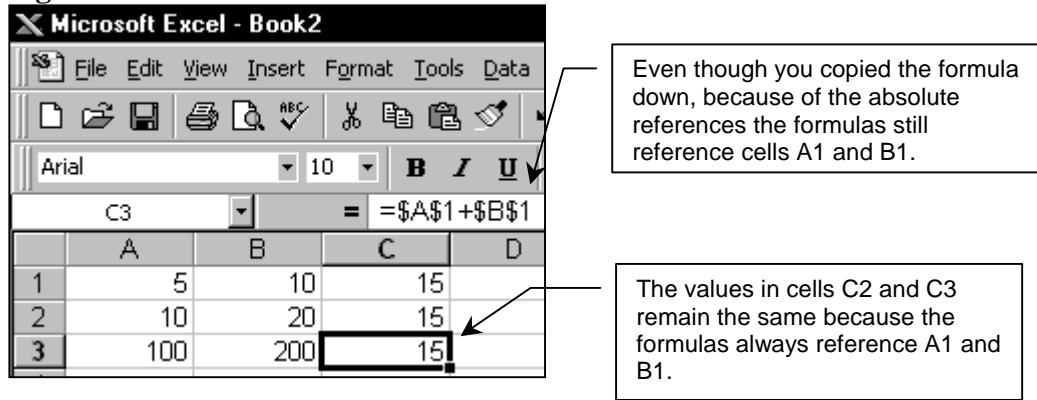 Microsoft Excel - Book2
File Edit View Insert Format Tools Data
ABC
Arial 10 B I U
C3 = =$A$1+$B$1
A B C D
1 5 10 15
2 10 20 15
3 100 200 15
Even though you copied the formula
down, because of the absolute
references the formulas still
reference cells A1 and B1.
The values in cells C2 and C3
remain the same because the
formulas always reference A1 and
B1.